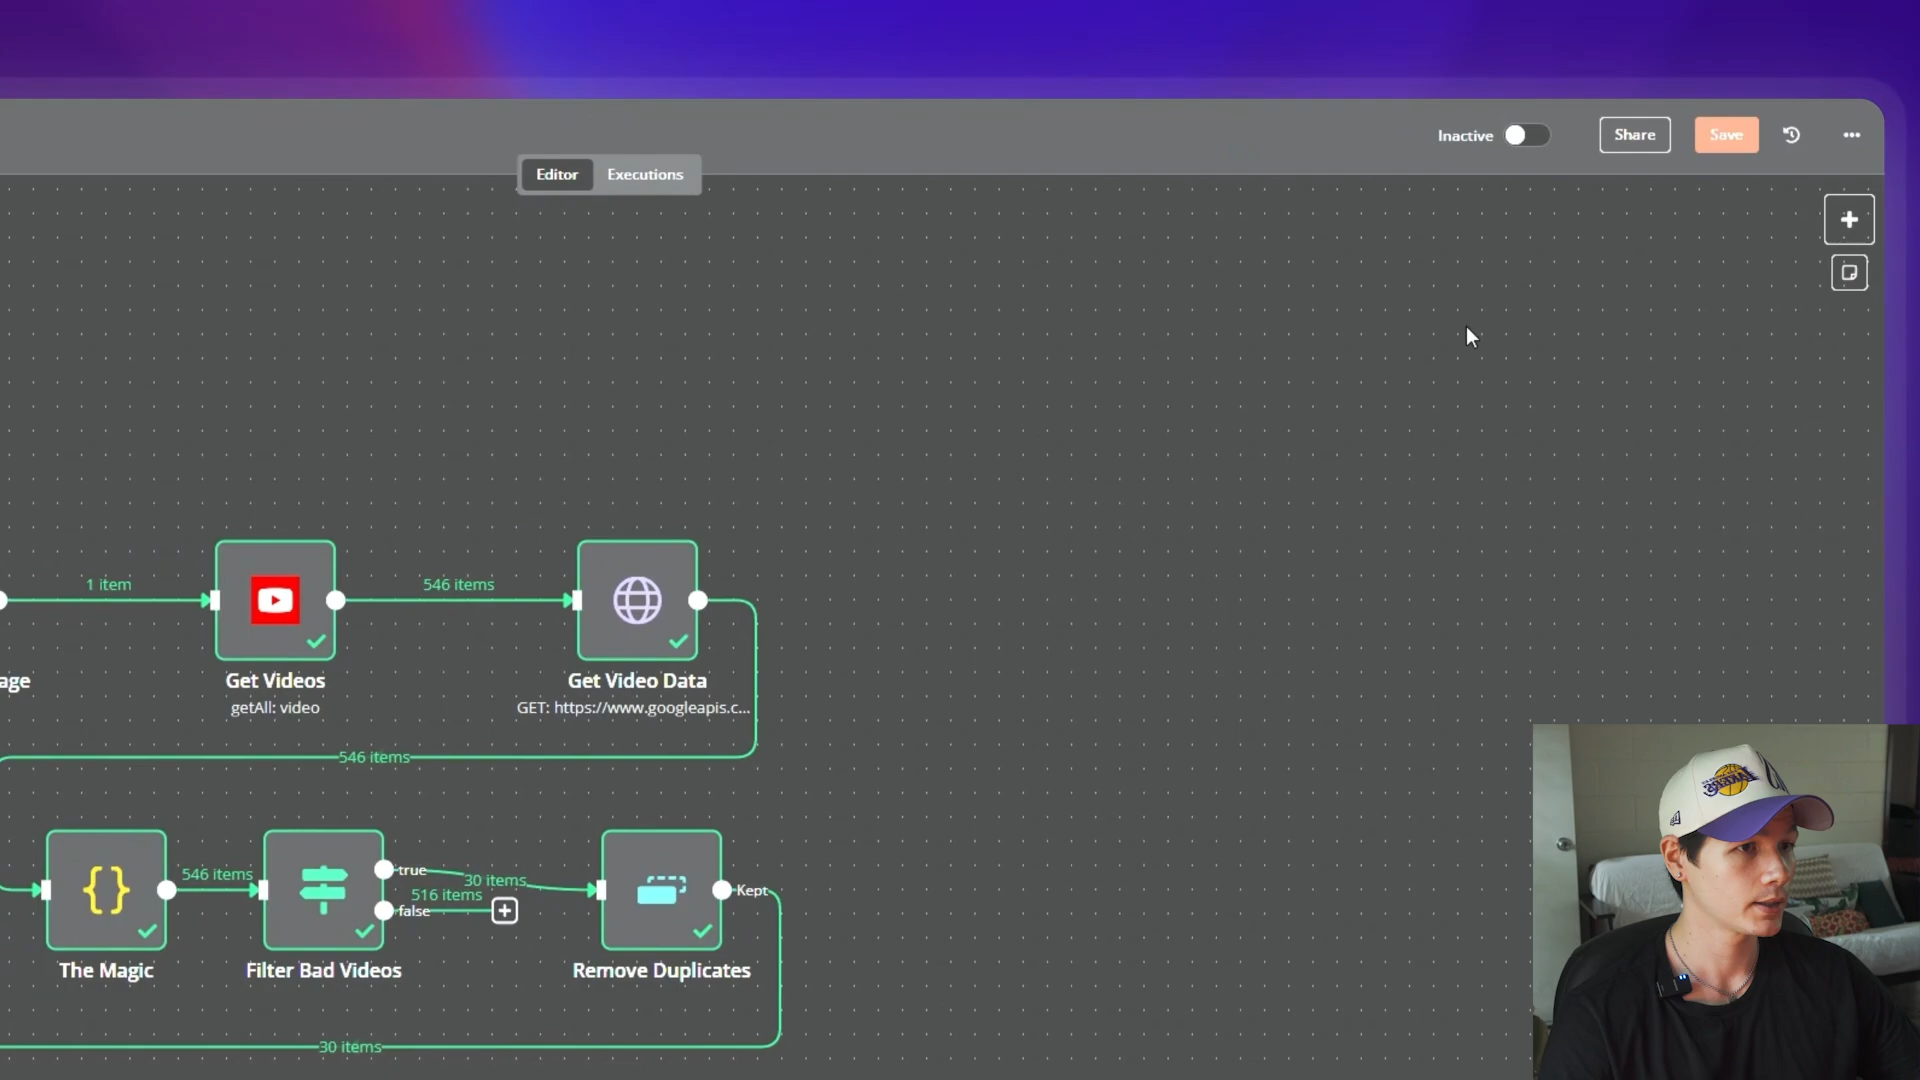 Inactive
Share
Save
Editor
Executions
1 item
546 items
age
Get Videos
getAll: video
Get Video Data
GET: https://www.googleapis.c...
546 items
546 items
true
30 items
516 items
false
Kept
The Magic
Filter Bad Videos
Remove Duplicates
30 items